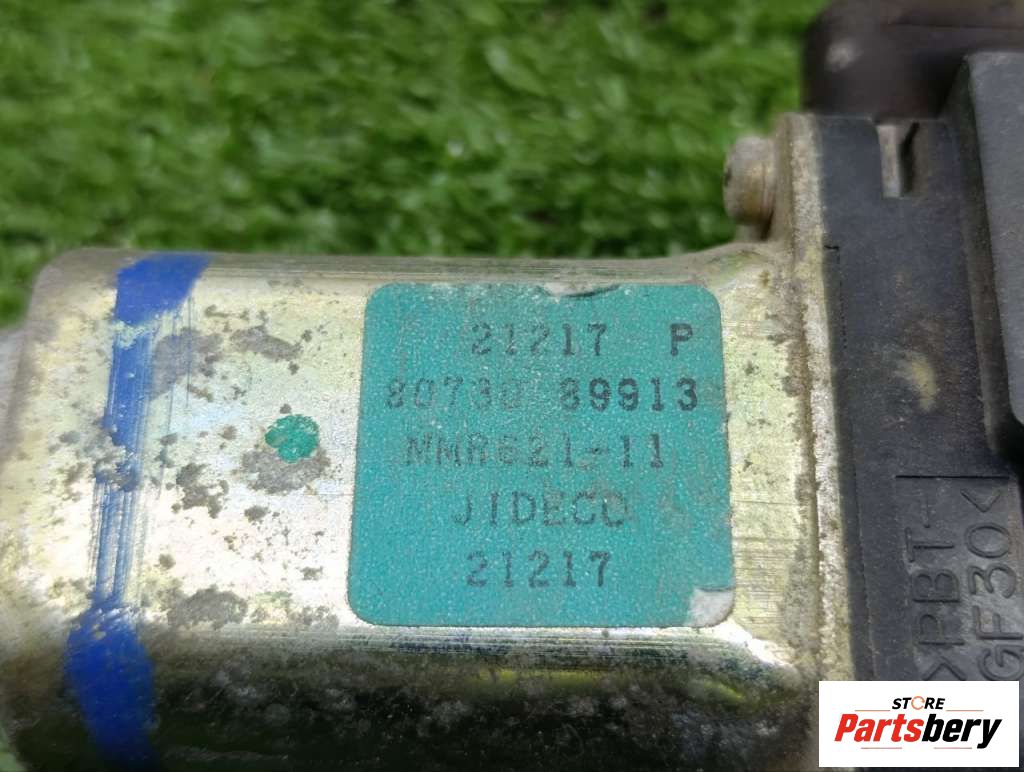 21217 P
80730 89913
MMR621-11
JIDECO
21217
>PBT-
GF30<
STORE
Partsbery